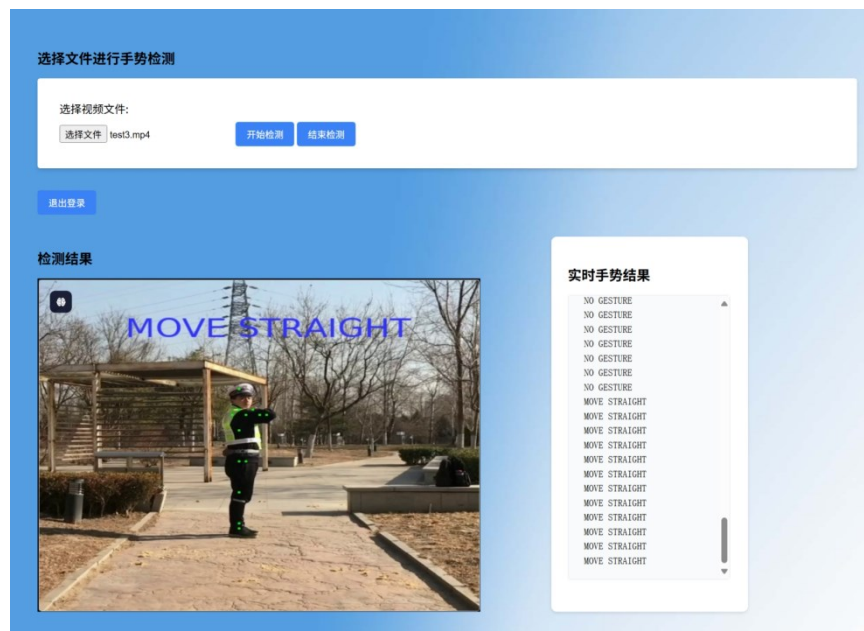 选择文件进行手势检测
选择视频文件:
选择文件 test3.mp4 开始检测 结束检测
退出登录
检测结果
MOVE STRAIGHT
实时手势结果
NO GESTURE
NO GESTURE
NO GESTURE
NO GESTURE
NO GESTURE
NO GESTURE
NO GESTURE
MOVE STRAIGHT
MOVE STRAIGHT
MOVE STRAIGHT
MOVE STRAIGHT
MOVE STRAIGHT
MOVE STRAIGHT
MOVE STRAIGHT
MOVE STRAIGHT
MOVE STRAIGHT
MOVE STRAIGHT
MOVE STRAIGHT
MOVE STRAIGHT